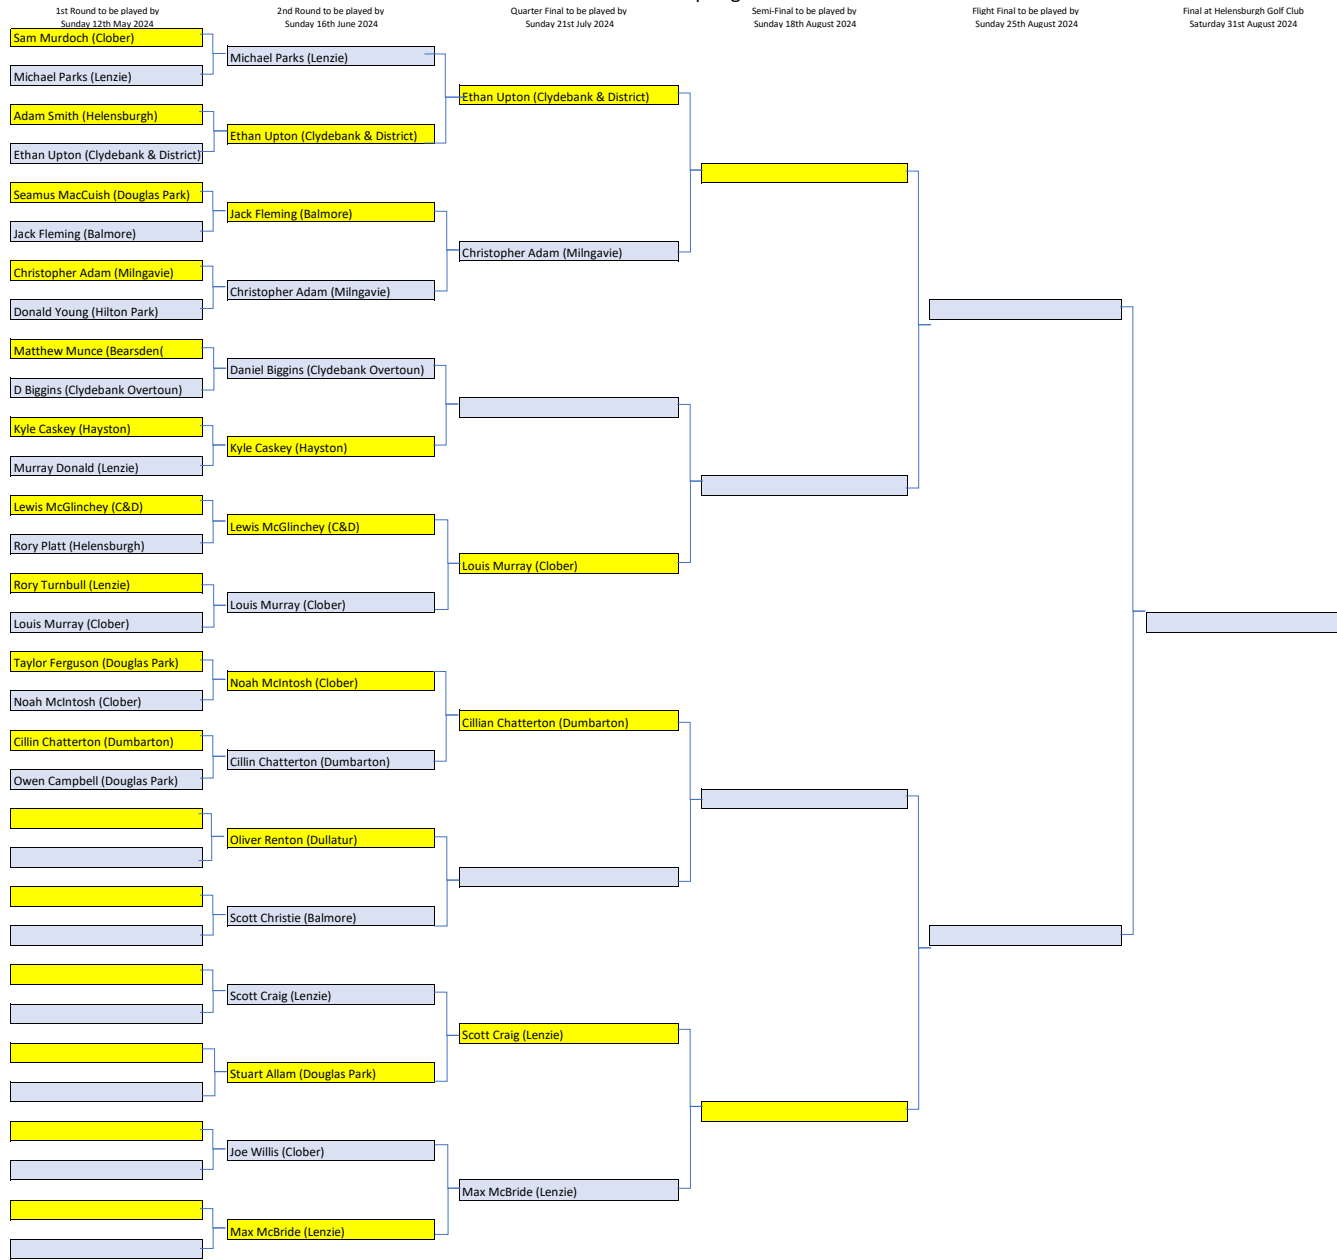 1st Round to be played by
Sunday 12th May 2024
2nd Round to be played by
Sunday 16th June 2024
Quarter Final to be played by
Sunday 21st July 2024
Semi-Final to be played by
Sunday 18th August 2024
Flight Final to be played by
Sunday 25th August 2024
Final at Helensburgh Golf Club
Saturday 31st August 2024
Sam Murdoch (Clober)
Michael Parks (Lenzie)
Adam Smith (Helensburgh)
Ethan Upton (Clydebank & District)
Seamus MacCuish (Douglas Park)
Jack Fleming (Balmore)
Christopher Adam (Milngavie)
Donald Young (Hilton Park)
Matthew Munce (Bearsden(
D Biggins (Clydebank Overtoun)
Kyle Caskey (Hayston)
Murray Donald (Lenzie)
Lewis McGlinchey (C&D)
Rory Platt (Helensburgh)
Rory Turnbull (Lenzie)
Louis Murray (Clober)
Taylor Ferguson (Douglas Park)
Noah McIntosh (Clober)
Cillin Chatterton (Dumbarton)
Owen Campbell (Douglas Park)
Michael Parks (Lenzie)
Ethan Upton (Clydebank & District)
Jack Fleming (Balmore)
Christopher Adam (Milngavie)
Daniel Biggins (Clydebank Overtoun)
Kyle Caskey (Hayston)
Lewis McGlinchey (C&D)
Louis Murray (Clober)
Noah McIntosh (Clober)
Cillin Chatterton (Dumbarton)
Oliver Renton (Dullatur)
Scott Christie (Balmore)
Scott Craig (Lenzie)
Stuart Allam (Douglas Park)
Joe Willis (Clober)
Max McBride (Lenzie)
Ethan Upton (Clydebank & District)
Christopher Adam (Milngavie)
Louis Murray (Clober)
Cillian Chatterton (Dumbarton)
Scott Craig (Lenzie)
Max McBride (Lenzie)